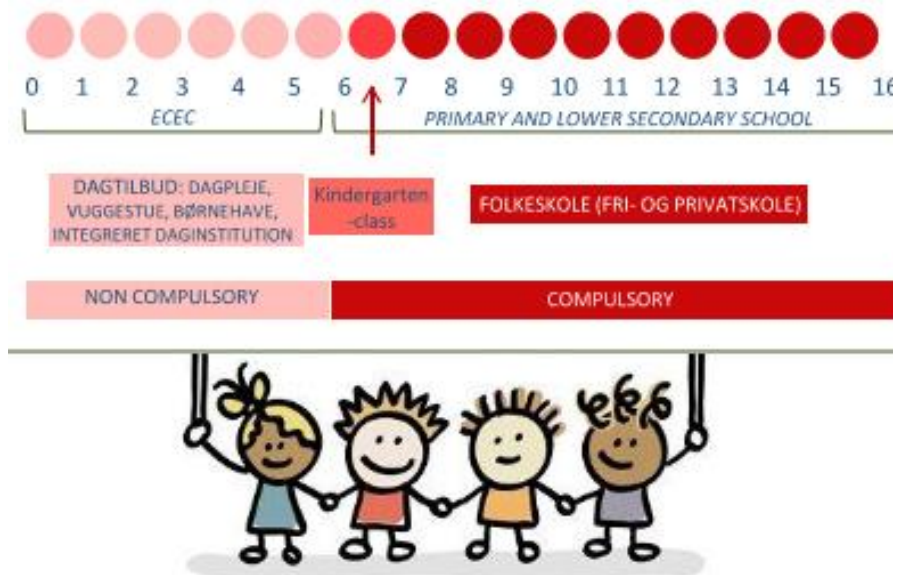 0 1 2 3 4 5 6 7 8 9 10 11 12 13 14 15 16
ECEC
PRIMARY AND LOWER SECONDARY SCHOOL
DAGTILBUD: DAGPLEJE,
VUGGESTUE, BØRNEHAVE,
INTEGRERET DAGINSTITUTION
Kindergarten
-class
FOLKESKOLE (FRI- OG PRIVATSKOLE)
NON COMPULSORY
COMPULSORY